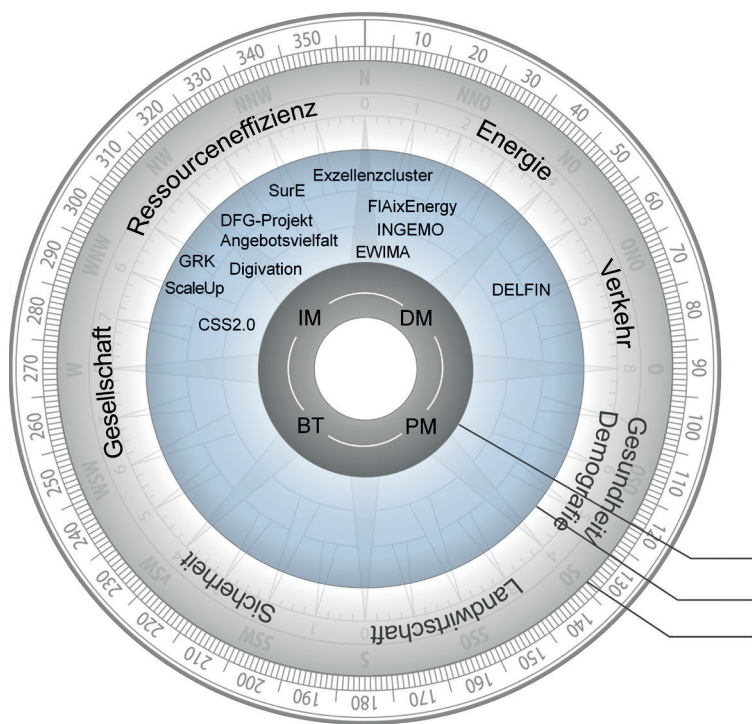 10
20
30
40
50
60
70
80
90
100
110
120
130
140
150
160
170
180
190
200
210
220
230
240
250
260
270
280
290
300
310
320
330
340
350
N
NNO
NO
ONO
O
OSO
SO
SSO
S
SSW
VSW
WSW
W
WNW
NW
NNW
Ressourceneffizienz
Energie
Verkehr
Gesundheit/
Demografie
Landwirtschaft
Sicherheit
Gesellschaft
Exzellenzcluster
SurE
FlAixEnergy
DFG-Projekt
Angebotsvielfalt
INGEMO
EWIMA
GRK
Digivation
ScaleUp
DELFIN
CSS2.0
IM
DM
BT
PM